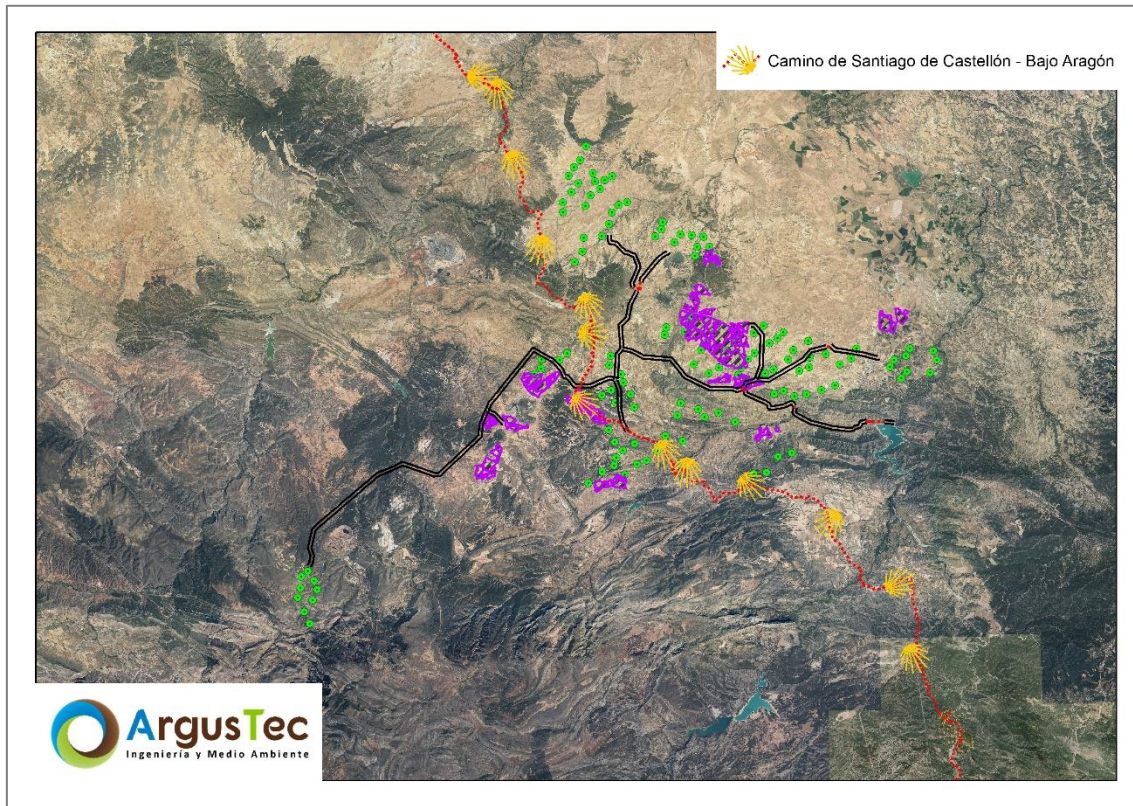 Camino de Santiago de Castellón - Bajo Aragón
ArgusTec
Ingeniería y Medio Ambiente